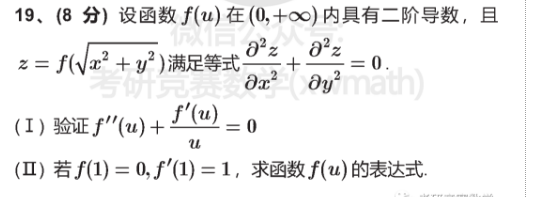 19、(8 分) 设函数 f(u) 在 (0,+∞) 内具有二阶导数，且
z = f(√(x² + y²)) 满足等式 ∂²z/∂x² + ∂²z/∂y² = 0.
(Ⅰ) 验证 f''(u) + f'(u)/u = 0
(Ⅱ) 若 f(1) = 0, f'(1) = 1，求函数 f(u) 的表达式.